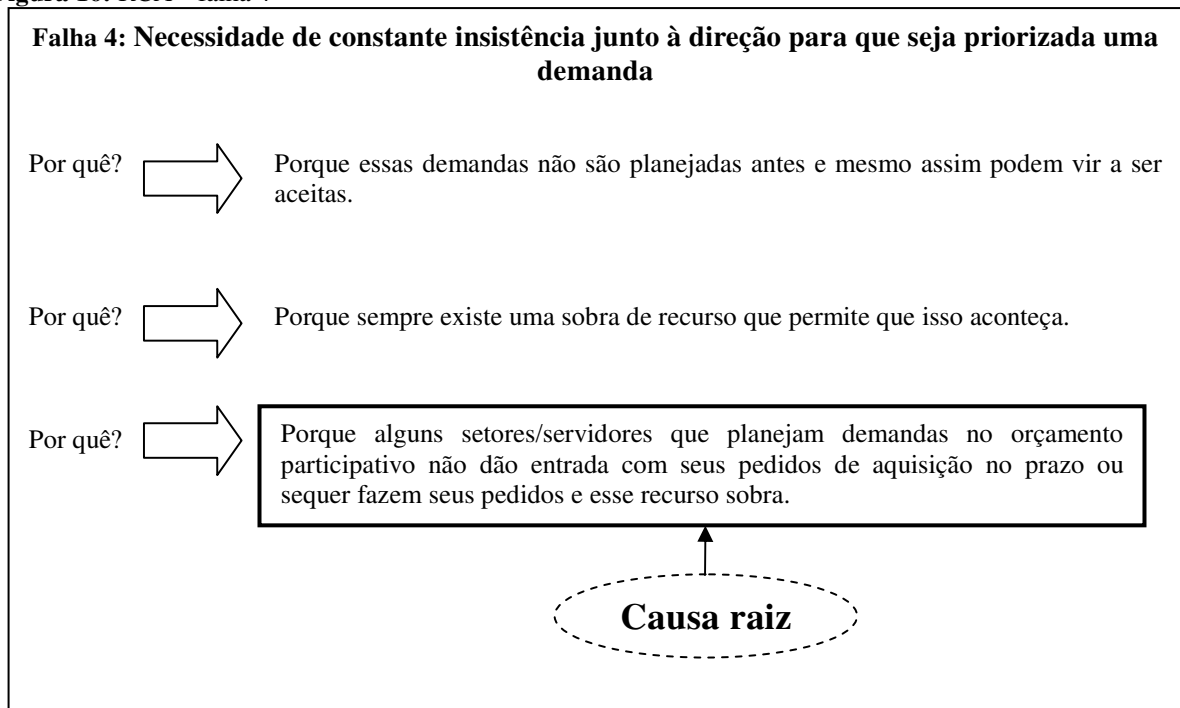 Falha 4: Necessidade de constante insistência junto à direção para que seja priorizada uma
demanda
Por quê?
Porque essas demandas não são planejadas antes e mesmo assim podem vir a ser
aceitas.
Por quê?
Porque sempre existe uma sobra de recurso que permite que isso aconteça.
Por quê?
Porque alguns setores/servidores que planejam demandas no orçamento
participativo não dão entrada com seus pedidos de aquisição no prazo ou
sequer fazem seus pedidos e esse recurso sobra.
Causa raiz